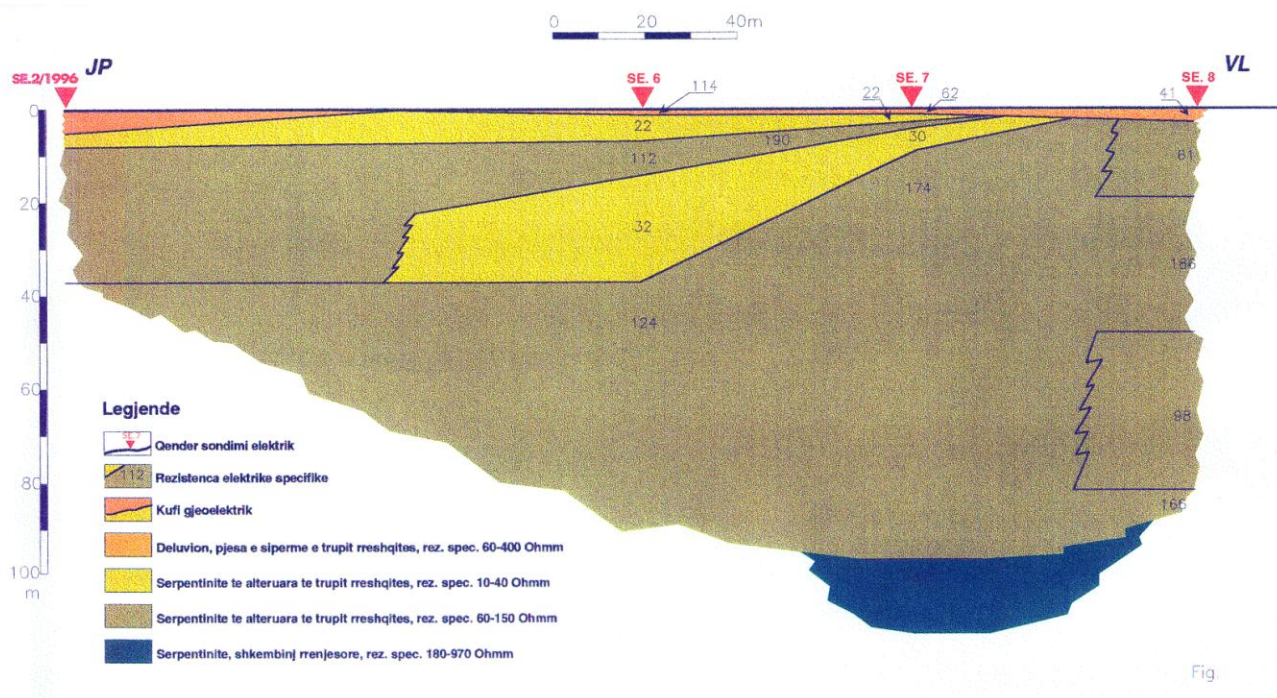 0 20 40m
SE.2/1996 JP SE. 6 SE. 7 SE. 8 VL
114 22 62 41
0
22 190 30
112 61
174
20
32
186
40
124
60
98
80
166
100
m
Legjende
SE.7
Qender sondimi elektrik
112
Rezistenca elektrike specifike
Kufi gjeoelektrik
Deluvion, pjesa e siperme e trupit rreshqites, rez. spec. 60-400 Ohmm
Serpentinite te alteruara te trupit rreshqites, rez. spec. 10-40 Ohmm
Serpentinite te alteruara te trupit rreshqites, rez. spec. 60-150 Ohmm
Serpentinite, shkembinj rrenjesore, rez. spec. 180-970 Ohmm
Fig.